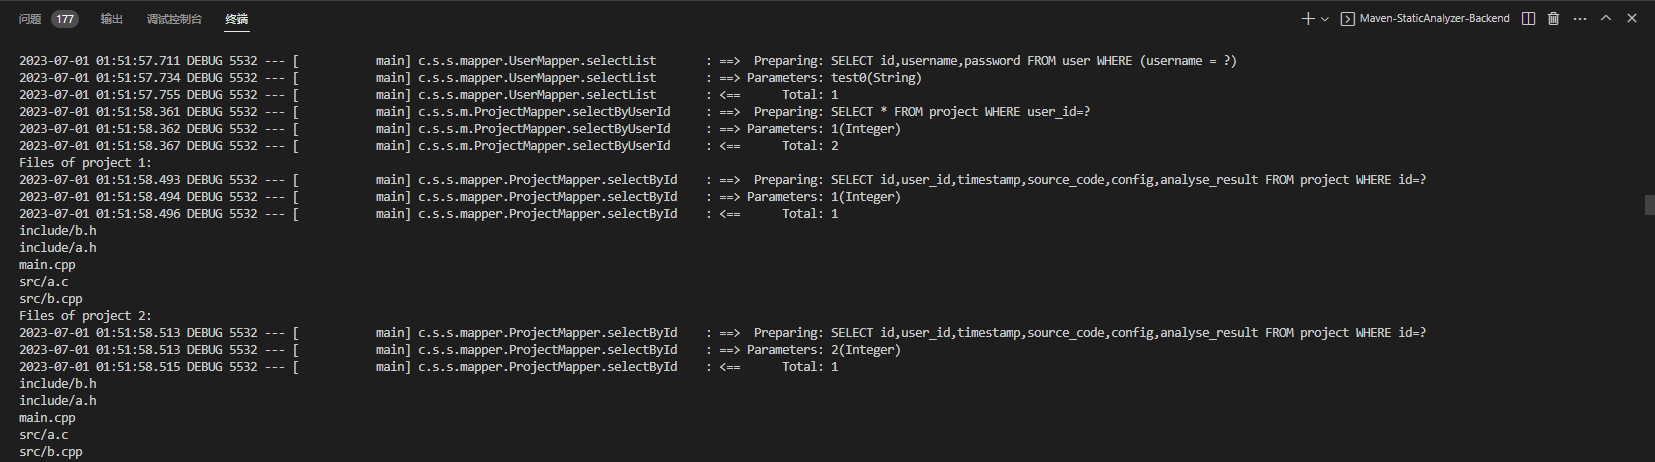 问题 177 输出 调试控制台 终端 Maven-StaticAnalyzer-Backend
2023-07-01 01:51:57.711 DEBUG 5532 --- [           main] c.s.s.mapper.UserMapper.selectList       : ==>  Preparing: SELECT id,username,password FROM user WHERE (username = ?)
2023-07-01 01:51:57.734 DEBUG 5532 --- [           main] c.s.s.mapper.UserMapper.selectList       : ==> Parameters: test0(String)
2023-07-01 01:51:57.755 DEBUG 5532 --- [           main] c.s.s.mapper.UserMapper.selectList       : <==      Total: 1
2023-07-01 01:51:58.361 DEBUG 5532 --- [           main] c.s.s.m.ProjectMapper.selectByUserId     : ==>  Preparing: SELECT * FROM project WHERE user_id=?
2023-07-01 01:51:58.362 DEBUG 5532 --- [           main] c.s.s.m.ProjectMapper.selectByUserId     : ==> Parameters: 1(Integer)
2023-07-01 01:51:58.367 DEBUG 5532 --- [           main] c.s.s.m.ProjectMapper.selectByUserId     : <==      Total: 2
Files of project 1:
2023-07-01 01:51:58.493 DEBUG 5532 --- [           main] c.s.s.mapper.ProjectMapper.selectById    : ==>  Preparing: SELECT id,user_id,timestamp,source_code,config,analyse_result FROM project WHERE id=?
2023-07-01 01:51:58.494 DEBUG 5532 --- [           main] c.s.s.mapper.ProjectMapper.selectById    : ==> Parameters: 1(Integer)
2023-07-01 01:51:58.496 DEBUG 5532 --- [           main] c.s.s.mapper.ProjectMapper.selectById    : <==      Total: 1
include/b.h
include/a.h
main.cpp
src/a.c
src/b.cpp
Files of project 2:
2023-07-01 01:51:58.513 DEBUG 5532 --- [           main] c.s.s.mapper.ProjectMapper.selectById    : ==>  Preparing: SELECT id,user_id,timestamp,source_code,config,analyse_result FROM project WHERE id=?
2023-07-01 01:51:58.513 DEBUG 5532 --- [           main] c.s.s.mapper.ProjectMapper.selectById    : ==> Parameters: 2(Integer)
2023-07-01 01:51:58.515 DEBUG 5532 --- [           main] c.s.s.mapper.ProjectMapper.selectById    : <==      Total: 1
include/b.h
include/a.h
main.cpp
src/a.c
src/b.cpp